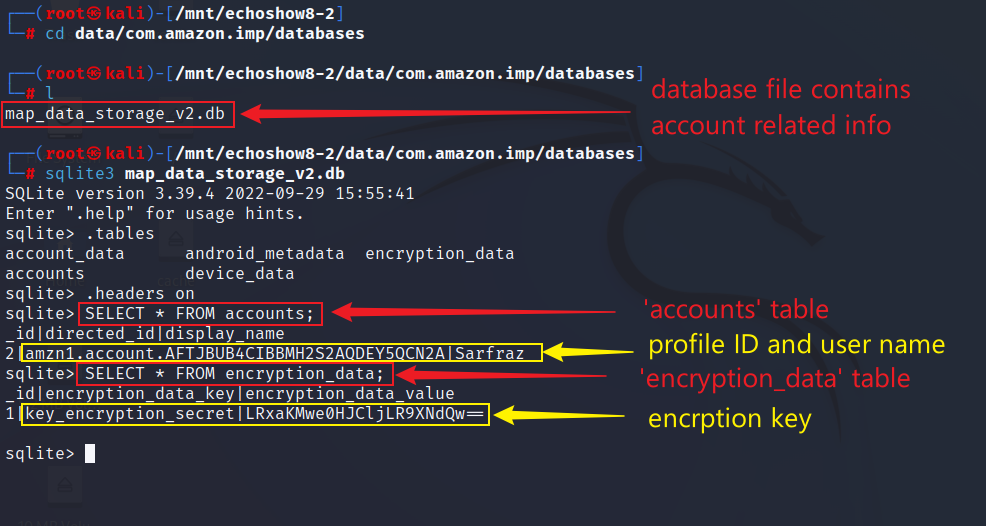 ┌──(root㉿kali)-[/mnt/echoshow8-2]
└─# cd data/com.amazon.imp/databases
┌──(root㉿kali)-[/mnt/echoshow8-2/data/com.amazon.imp/databases]
└─# l
map_data_storage_v2.db
database file contains
account related info
┌──(root㉿kali)-[/mnt/echoshow8-2/data/com.amazon.imp/databases]
└─# sqlite3 map_data_storage_v2.db
SQLite version 3.39.4 2022-09-29 15:55:41
Enter ".help" for usage hints.
sqlite> .tables
account_data android_metadata encryption_data
accounts device_data
sqlite> .headers on
sqlite> SELECT * FROM accounts; 'accounts' table
_id|directed_id|display_name
2|amzn1.account.AFTJBUB4CIBBMH2S2AQDEY5QCN2A|Sarfraz profile ID and user name
sqlite> SELECT * FROM encryption_data; 'encryption_data' table
_id|encryption_data_key|encryption_data_value
1|key_encryption_secret|LRxaKMwe0HJCljLR9XNdQw== encrption key
sqlite>